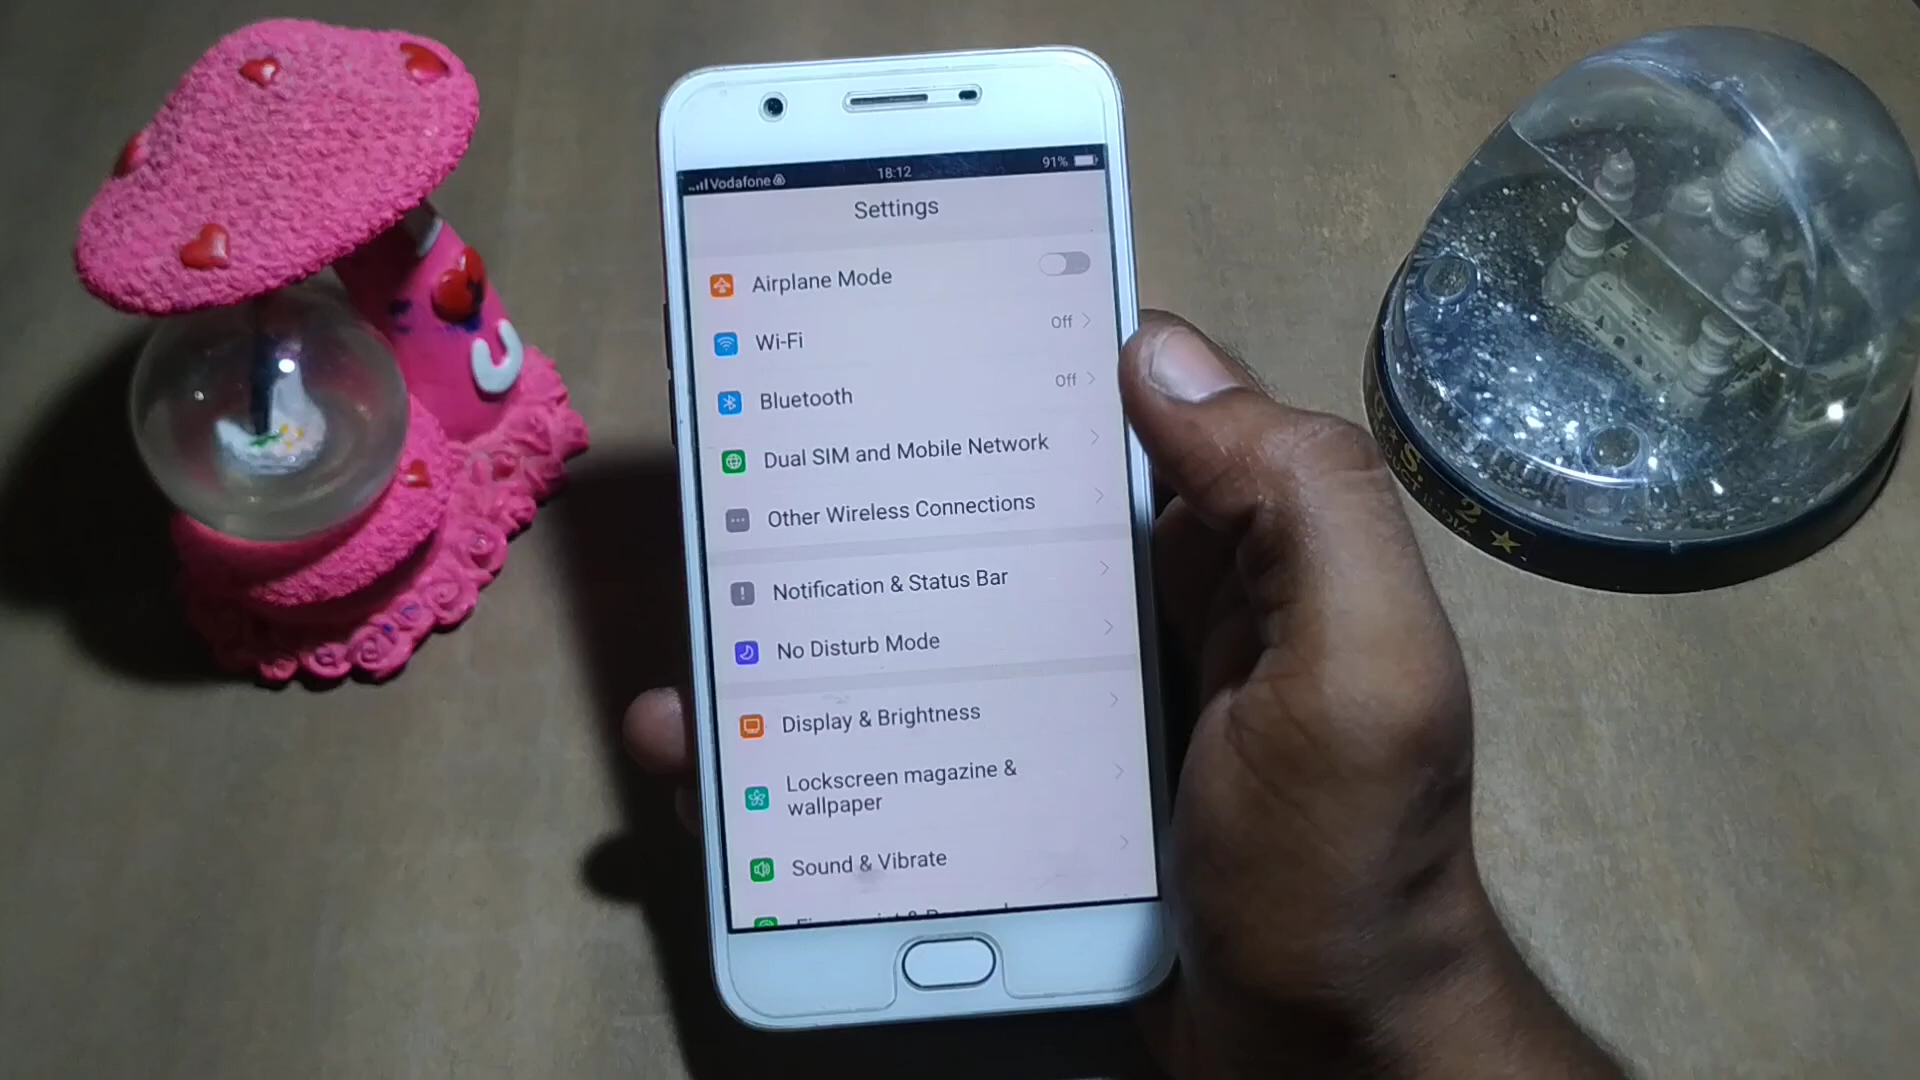 Vodafone
18:12
91%
Settings
Airplane Mode
Wi-Fi
Off
Bluetooth
Off
Dual SIM and Mobile Network
Other Wireless Connections
Notification & Status Bar
No Disturb Mode
Display & Brightness
Lockscreen magazine &
wallpaper
Sound & Vibrate